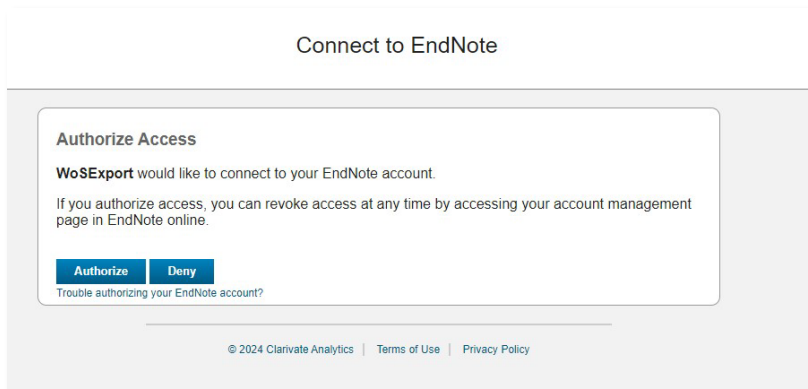 Connect to EndNote
Authorize Access
WoSExport would like to connect to your EndNote account.
If you authorize access, you can revoke access at any time by accessing your account management
page in EndNote online.
Authorize Deny
Trouble authorizing your EndNote account?
© 2024 Clarivate Analytics | Terms of Use | Privacy Policy